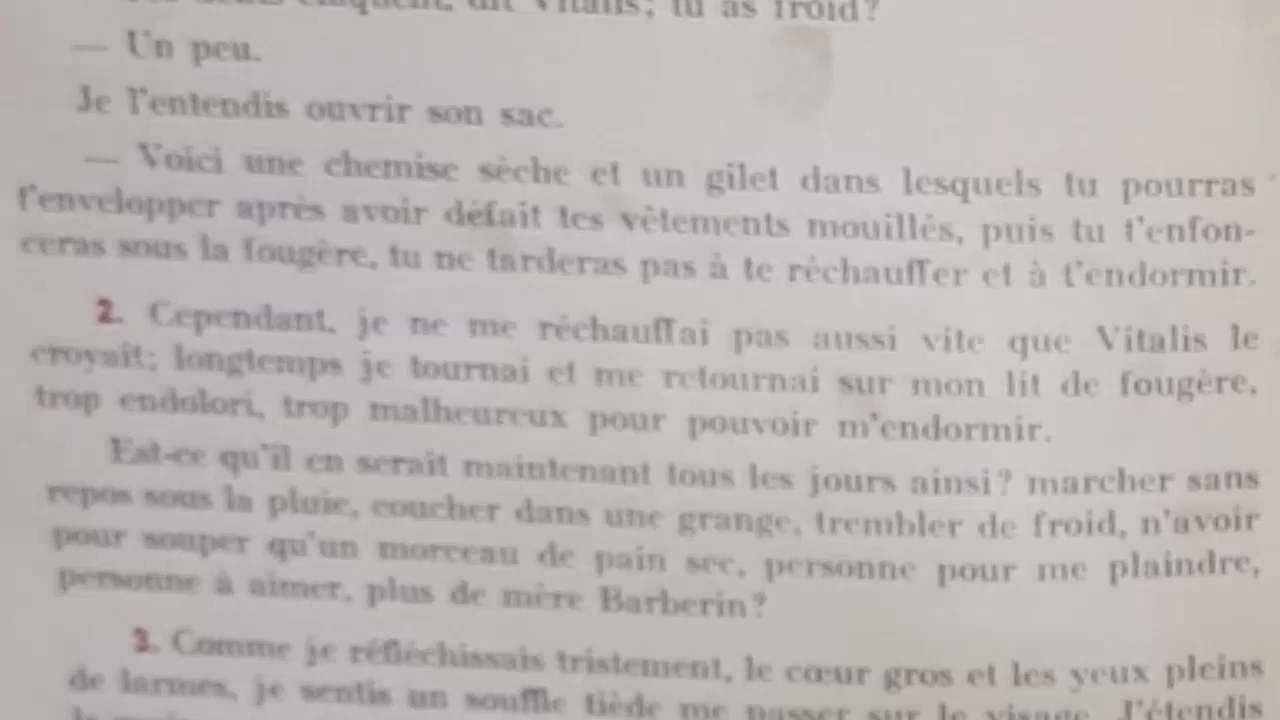 dit Vitalis; tu as froid?
— Un peu.
Je l'entendis ouvrir son sac.
— Voici une chemise sèche et un gilet dans lesquels tu pourras
t'envelopper après avoir défait tes vêtements mouillés, puis tu t'enfon-
ceras sous la fougère, tu ne tarderas pas à te réchauffer et à t'endormir.
2. Cependant, je ne me réchauffai pas aussi vite que Vitalis le
croyait; longtemps je tournai et me retournai sur mon lit de fougère,
trop endolori, trop malheureux pour pouvoir m'endormir.
Est-ce qu'il en serait maintenant tous les jours ainsi? marcher sans
repos sous la pluie, coucher dans une grange, trembler de froid, n'avoir
pour souper qu'un morceau de pain sec, personne pour me plaindre,
personne à aimer, plus de mère Barberin?
3. Comme je réfléchissais tristement, le cœur gros et les yeux pleins
de larmes, je sentis un souffle tiède me passer sur le visage. J'étendis